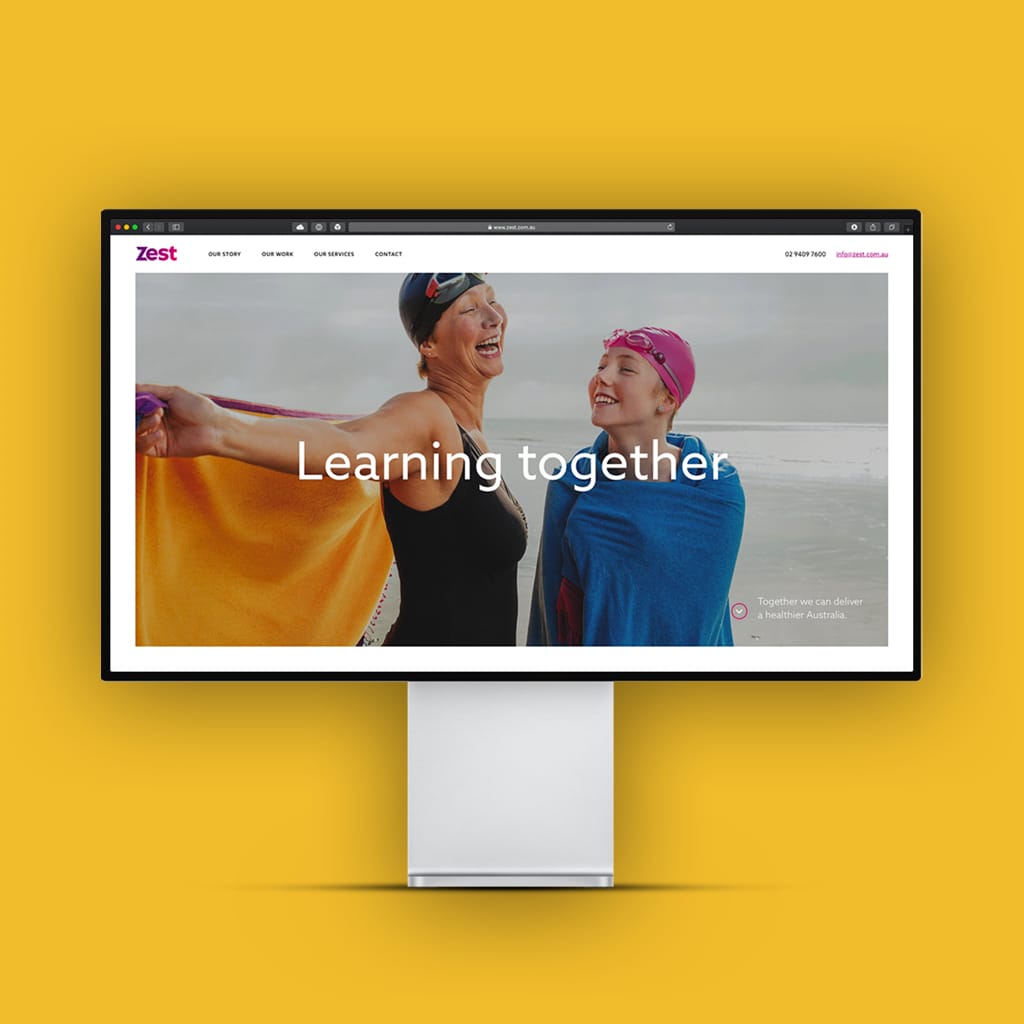 www.zest.com.au
Zest
OUR STORY
OUR WORK
OUR SERVICES
CONTACT
02 9409 7600
info@zest.com.au
Learning together
Together we can deliver
a healthier Australia.